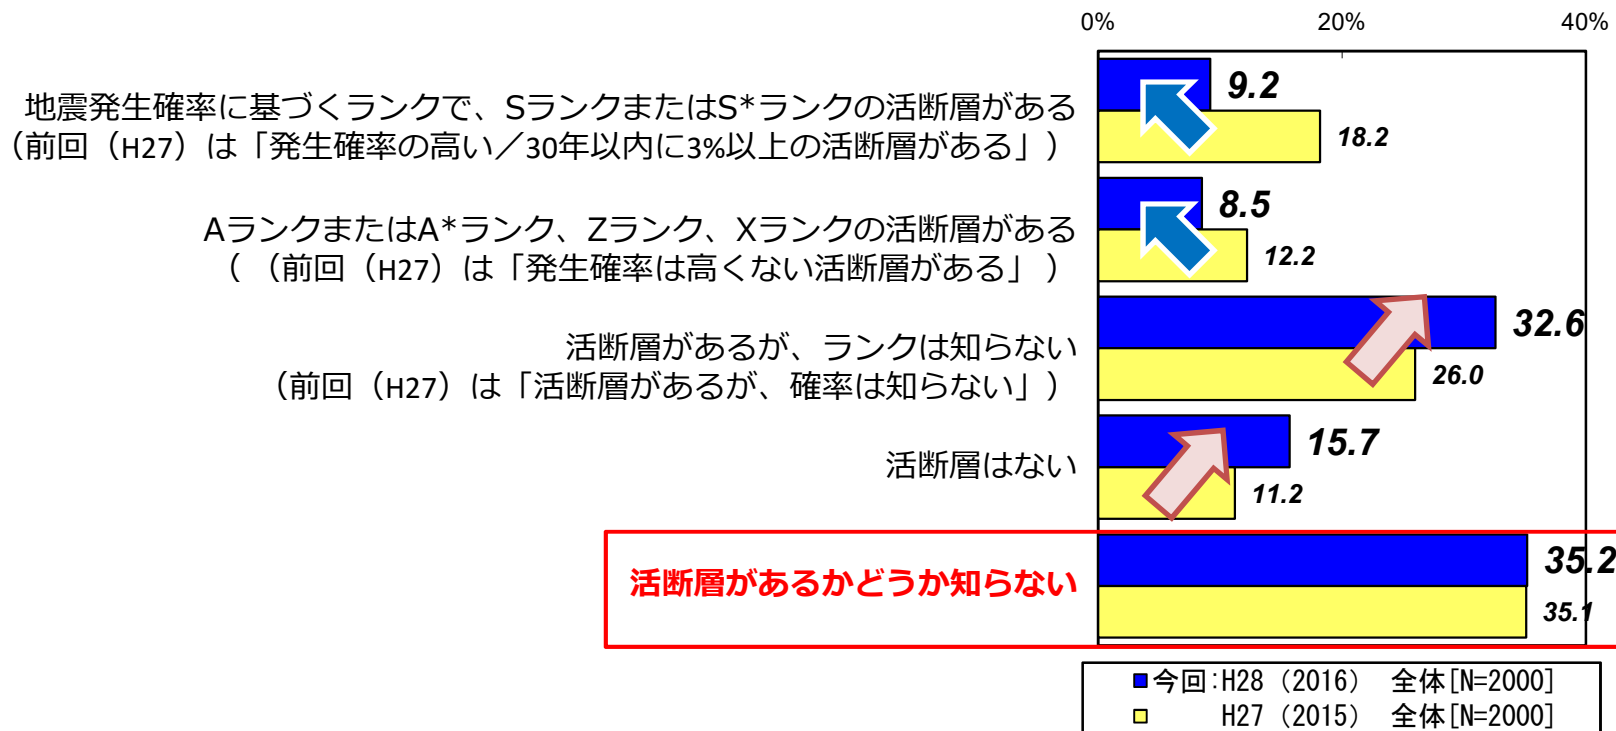 0% 20% 40%
地震発生確率に基づくランクで、SランクまたはS*ランクの活断層がある
（前回（H27）は「発生確率の高い／30年以内に3%以上の活断層がある」）
9.2
18.2
AランクまたはA*ランク、Zランク、Xランクの活断層がある
（（前回（H27）は「発生確率は高くない活断層がある」）
8.5
12.2
活断層があるが、ランクは知らない
（前回（H27）は「活断層があるが、確率は知らない」）
32.6
26.0
活断層はない
15.7
11.2
活断層があるかどうか知らない
35.2
35.1
今回:H28（2016） 全体[N=2000]
H27（2015） 全体[N=2000]